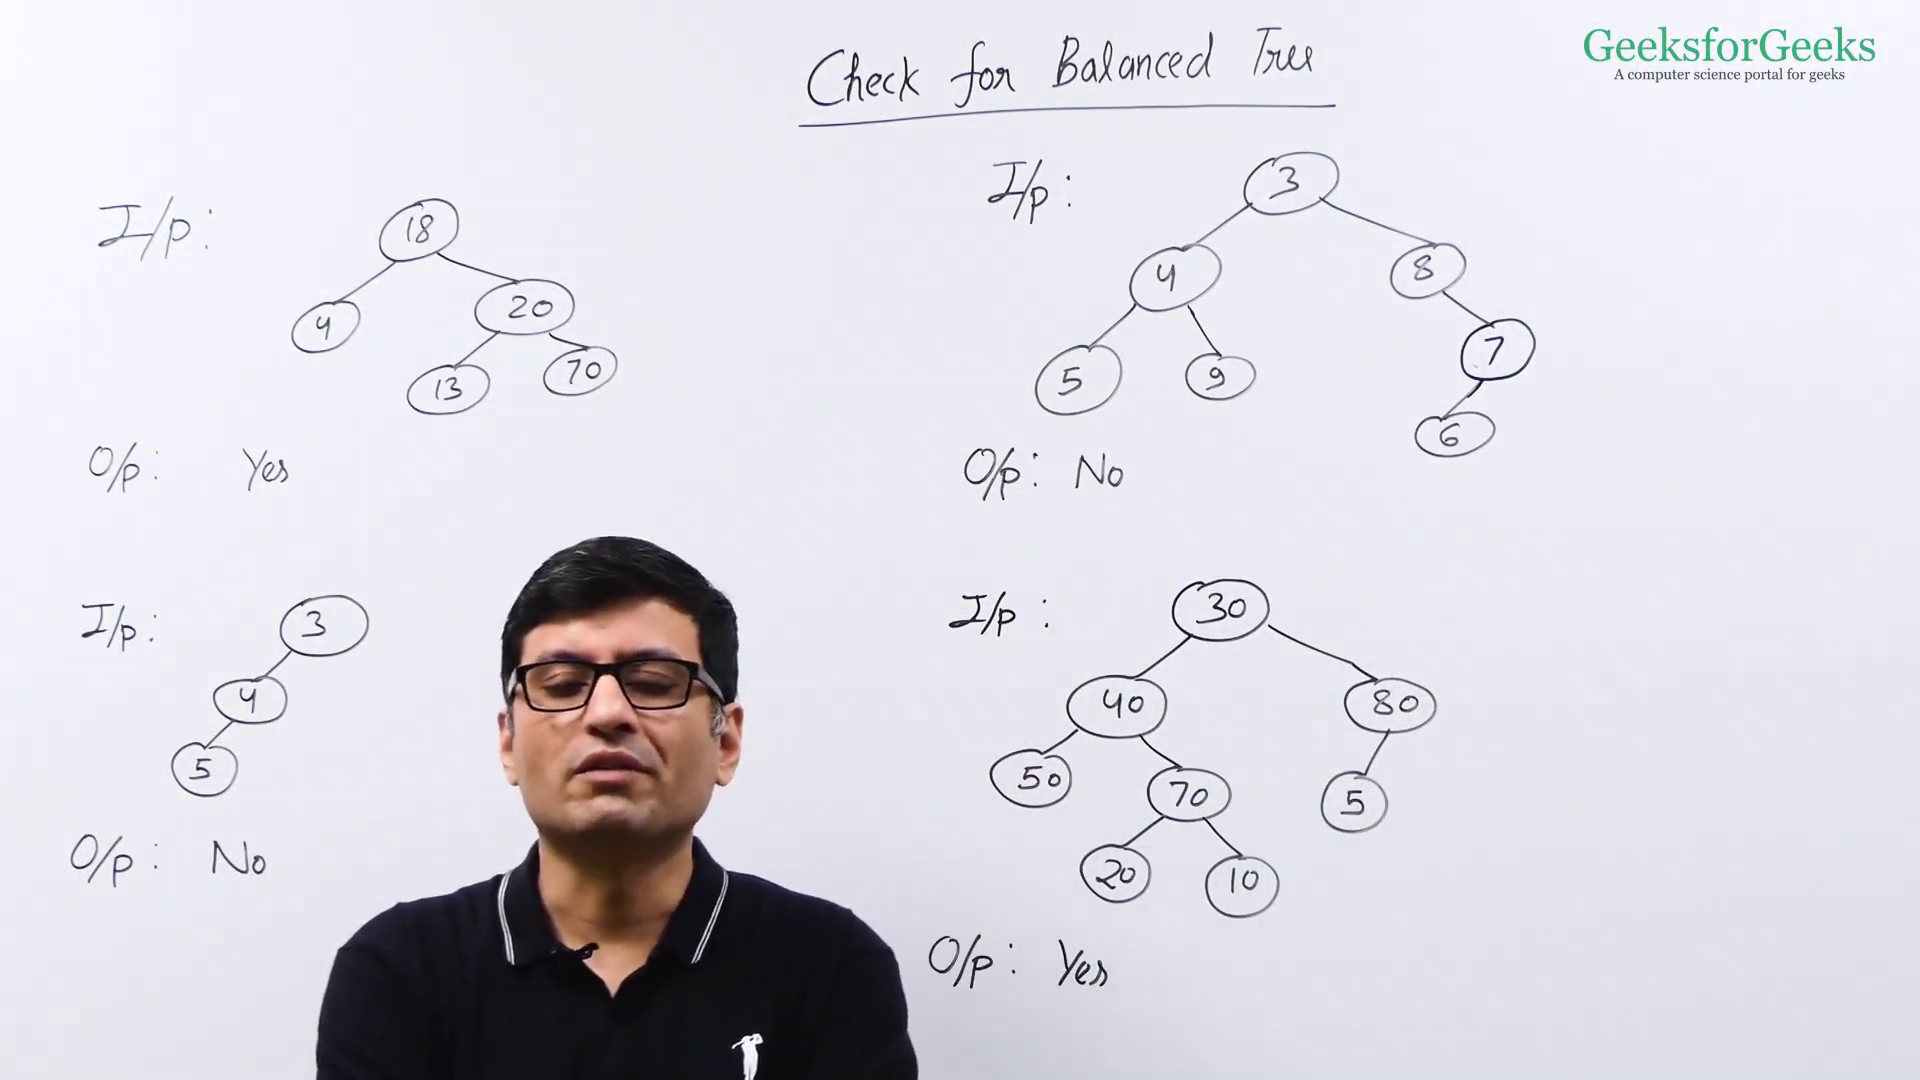 GeeksforGeeks
A computer science portal for geeks
Check for Balanced Tree
I/p:
18
4
20
13
70
O/p: Yes
I/p:
3
4
8
5
9
7
6
O/p: No
I/p:
3
4
5
O/p: No
I/p:
30
40
80
50
70
5
20
10
O/p: Yes